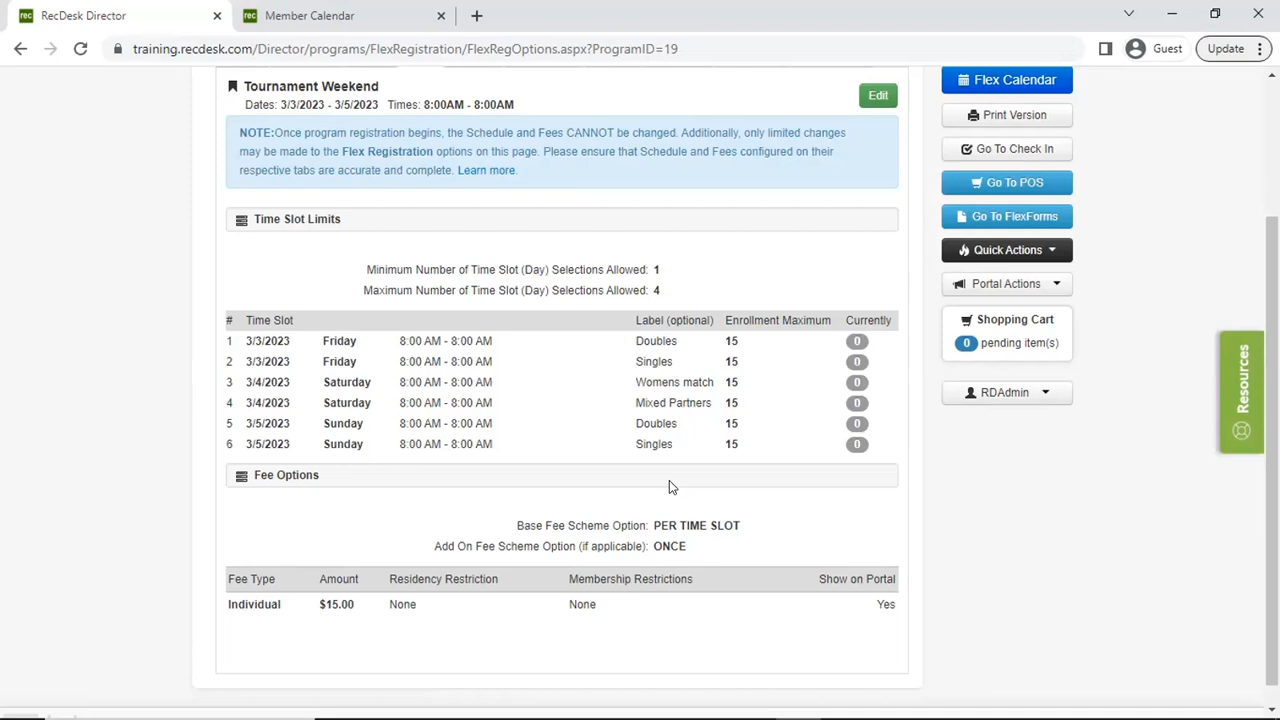 RecDesk Director
Member Calendar
training.recdesk.com/Director/programs/FlexRegistration/FlexRegOptions.aspx?ProgramID=19
Guest
Update
Tournament Weekend
Dates: 3/3/2023 - 3/5/2023 Times: 8:00AM - 8:00AM
Edit
NOTE:Once program registration begins, the Schedule and Fees CANNOT be changed. Additionally, only limited changes
may be made to the Flex Registration options on this page. Please ensure that Schedule and Fees configured on their
respective tabs are accurate and complete. Learn more.
Time Slot Limits
Minimum Number of Time Slot (Day) Selections Allowed: 1
Maximum Number of Time Slot (Day) Selections Allowed: 4
# Time Slot Label (optional) Enrollment Maximum Currently
1 3/3/2023 Friday 8:00 AM - 8:00 AM Doubles 15 0
2 3/3/2023 Friday 8:00 AM - 8:00 AM Singles 15 0
3 3/4/2023 Saturday 8:00 AM - 8:00 AM Womens match 15 0
4 3/4/2023 Saturday 8:00 AM - 8:00 AM Mixed Partners 15 0
5 3/5/2023 Sunday 8:00 AM - 8:00 AM Doubles 15 0
6 3/5/2023 Sunday 8:00 AM - 8:00 AM Singles 15 0
Fee Options
Base Fee Scheme Option: PER TIME SLOT
Add On Fee Scheme Option (if applicable): ONCE
Fee Type Amount Residency Restriction Membership Restrictions Show on Portal
Individual $15.00 None None Yes
Flex Calendar
Print Version
Go To Check In
Go To POS
Go To FlexForms
Quick Actions
Portal Actions
Shopping Cart
0 pending item(s)
RDAdmin
Resources